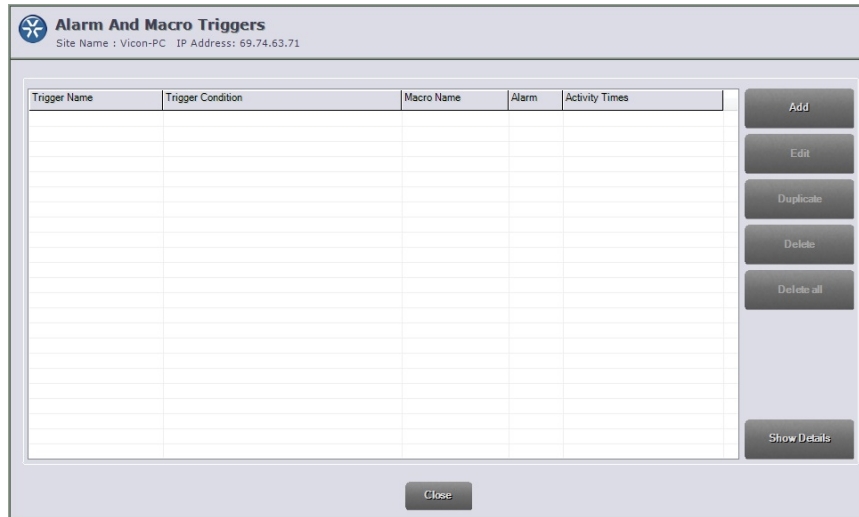 Alarm And Macro Triggers
Site Name : Vicon-PC IP Address: 69.74.63.71
Trigger Name Trigger Condition Macro Name Alarm Activity Times
Add
Edit
Duplicate
Delete
Delete all
Show Details
Close